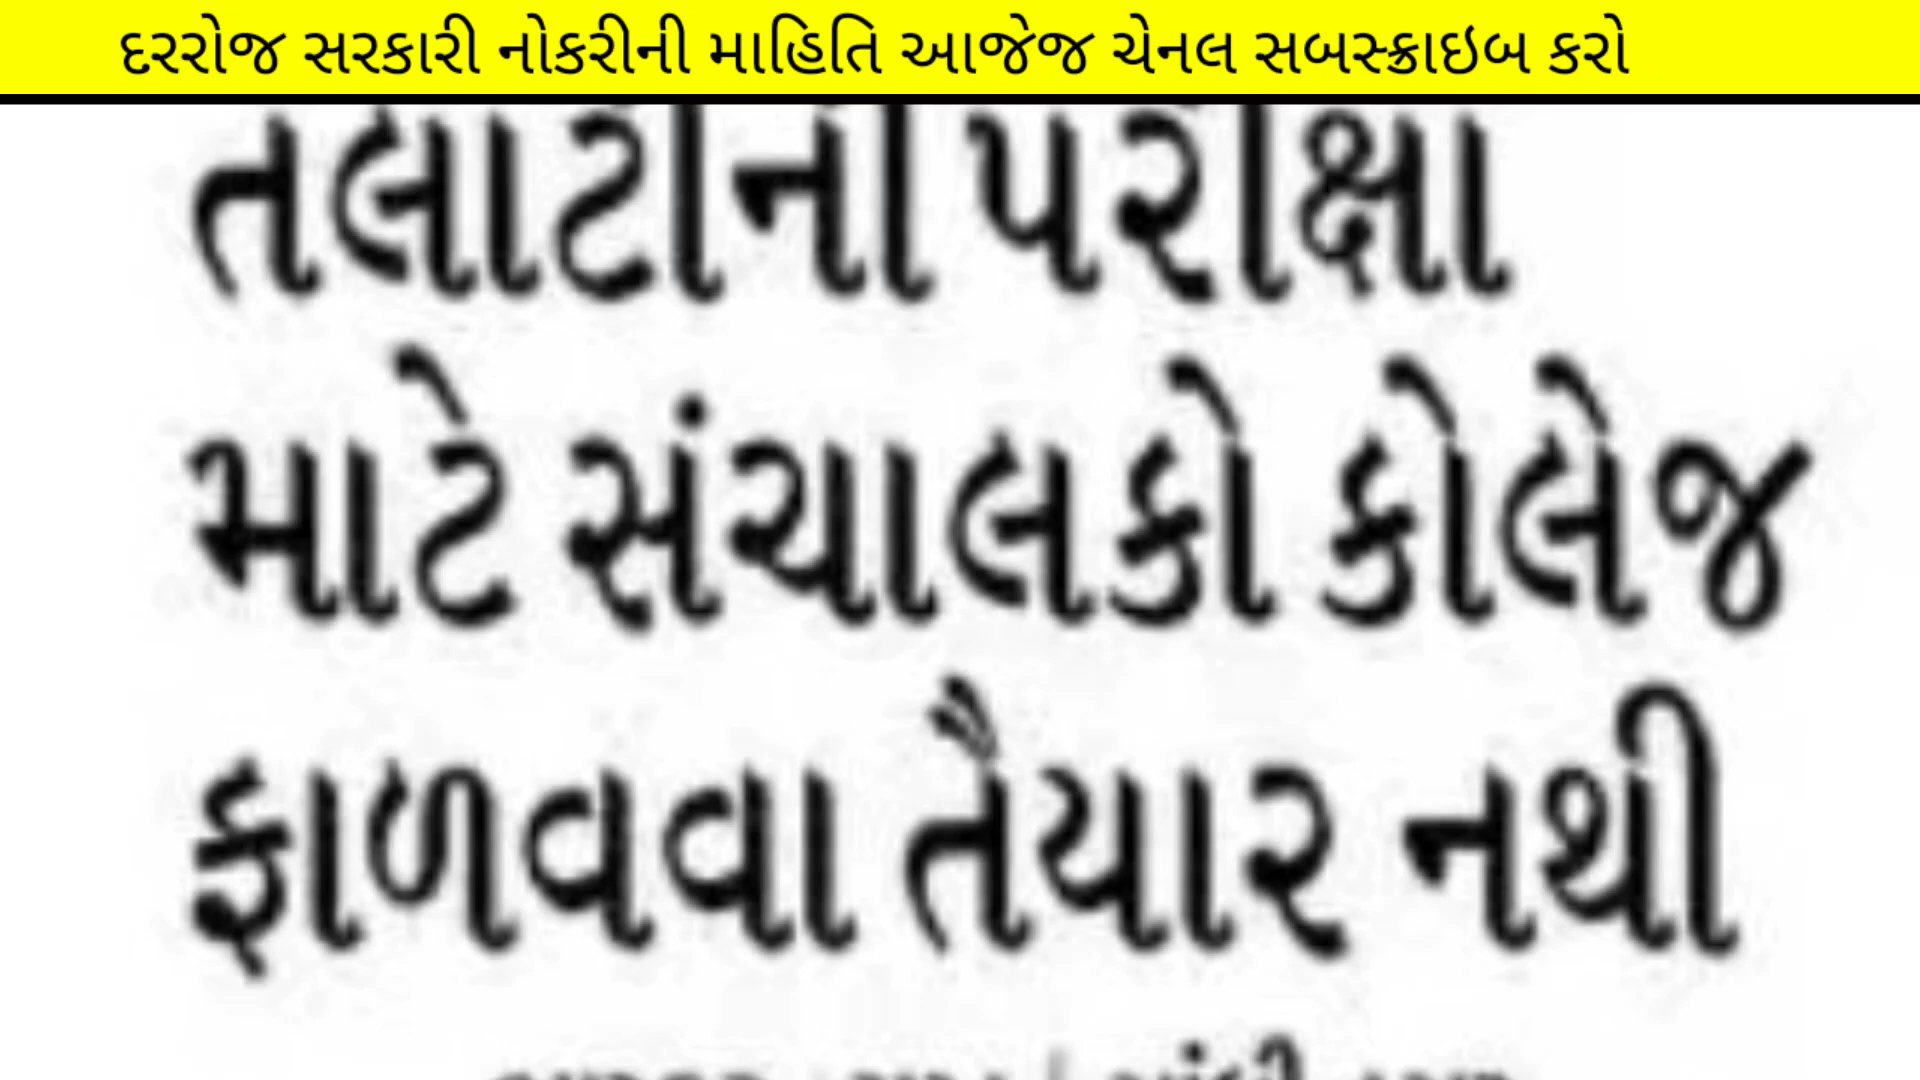 દરરોજ સરકારી નોકરીની માહિતિ આજેજ ચેનલ સબસ્ક્રાઇબ કરો
તલાટીની પરીક્ષા
માટે સંચાલકો કોલેજ
ફાળવવા તૈયાર નથી